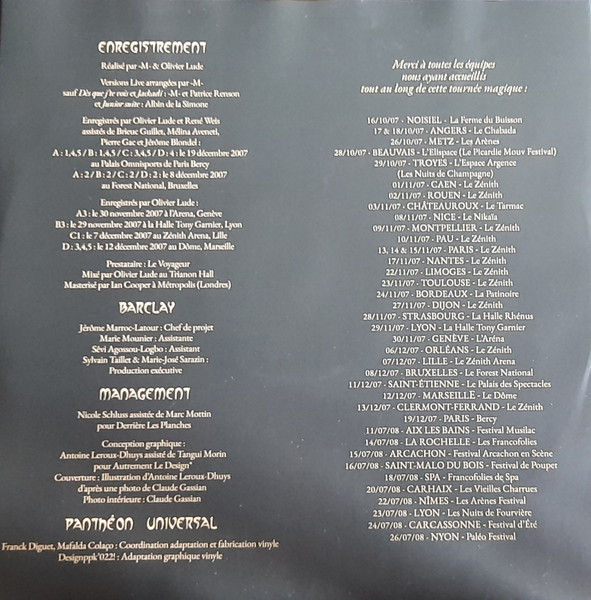 ENREGISTREMENT
Réalisé par -M- & Olivier Lude
Versions Live arrangées par -M-
sauf Dès que j'te vois et Jachadi : -M- et Patrice Renson
et Junior suite : Albin de la Simone
Enregistrés par Olivier Lude et René Weis
assistés de Brieuc Guillet, Mélina Aveneti,
Pierre Gac et Jérôme Blondel :
A : 1,4,5 / B : 1,4,5 / C : 3,4,5 / D : 4 : le 19 décembre 2007
au Palais Omnisports de Paris Bercy
A : 2 / B : 2 / C : 2 / D : 2 : le 8 décembre 2007
au Forest National, Bruxelles
Enregistrés par Olivier Lude :
A3 : le 30 novembre 2007 à l'Arena, Genève
B3 : le 29 novembre 2007 à la Halle Tony Garnier, Lyon
C1 : le 7 décembre 2007 au Zénith Arena, Lille
D : 3,4,5 : le 12 décembre 2007 au Dôme, Marseille
Prestataire : Le Voyageur
Mixé par Olivier Lude au Trianon Hall
Masterisé par Ian Cooper à Métropolis (Londres)
BARCLAY
Jérôme Marroc-Latour : Chef de projet
Marie Mounier : Assistante
Sèvi Agossou-Logbo : Assistant
Sylvain Taillet & Marie-José Sarazin :
Production exécutive
MANAGEMENT
Nicole Schluss assistée de Marc Mottin
pour Derrière Les Planches
Conception graphique :
Antoine Leroux-Dhuys assisté de Tangui Morin
pour Autrement Le Design*
Couverture : Illustration d'Antoine Leroux-Dhuys
d'après une photo de Claude Gassian
Photo intérieure : Claude Gassian
PANTHÉON UNIVERSAL
Franck Diguet, Mafalda Colaço : Coordination adaptation et fabrication vinyle
Designppk'022! : Adaptation graphique vinyle
Merci à toutes les équipes
nous ayant accueillis
tout au long de cette tournée magique :
16/10/07 - NOISIEL - La Ferme du Buisson
17 & 18/10/07 - ANGERS - Le Chabada
26/10/07 - METZ - Les Arènes
28/10/07 - BEAUVAIS - L'Elispace (Le Picardie Mouv Festival)
29/10/07 - TROYES - L'Espace Argence
(Les Nuits de Champagne)
01/11/07 - CAEN - Le Zénith
02/11/07 - ROUEN - Le Zénith
03/11/07 - CHÂTEAUROUX - Le Tarmac
08/11/07 - NICE - Le Nikaïa
09/11/07 - MONTPELLIER - Le Zénith
10/11/07 - PAU - Le Zénith
13, 14 & 15/11/07 - PARIS - Le Zénith
17/11/07 - NANTES - Le Zénith
22/11/07 - LIMOGES - Le Zénith
23/11/07 - TOULOUSE - Le Zénith
24/11/07 - BORDEAUX - La Patinoire
27/11/07 - DIJON - Le Zénith
28/11/07 - STRASBOURG - La Halle Rhénus
29/11/07 - LYON - La Halle Tony Garnier
30/11/07 - GENÈVE - L'Aréna
06/12/07 - ORLÉANS - Le Zénith
07/12/07 - LILLE - Le Zénith Arena
08/12/07 - BRUXELLES - Le Forest National
11/12/07 - SAINT-ÉTIENNE - Le Palais des Spectacles
12/12/07 - MARSEILLE - Le Dôme
13/12/07 - CLERMONT-FERRAND - Le Zénith
19/12/07 - PARIS - Bercy
11/07/08 - AIX LES BAINS - Festival Musilac
14/07/08 - LA ROCHELLE - Les Francofolies
15/07/08 - ARCACHON - Festival Arcachon en Scène
16/07/08 - SAINT-MALO DU BOIS - Festival de Poupet
18/07/08 - SPA - Francofolies de Spa
20/07/08 - CARHAIX - Les Vieilles Charrues
22/07/08 - NÎMES - Les Arènes Festival
23/07/08 - LYON - Les Nuits de Fourvière
24/07/08 - CARCASSONNE - Festival d'Été
26/07/08 - NYON - Paléo Festival